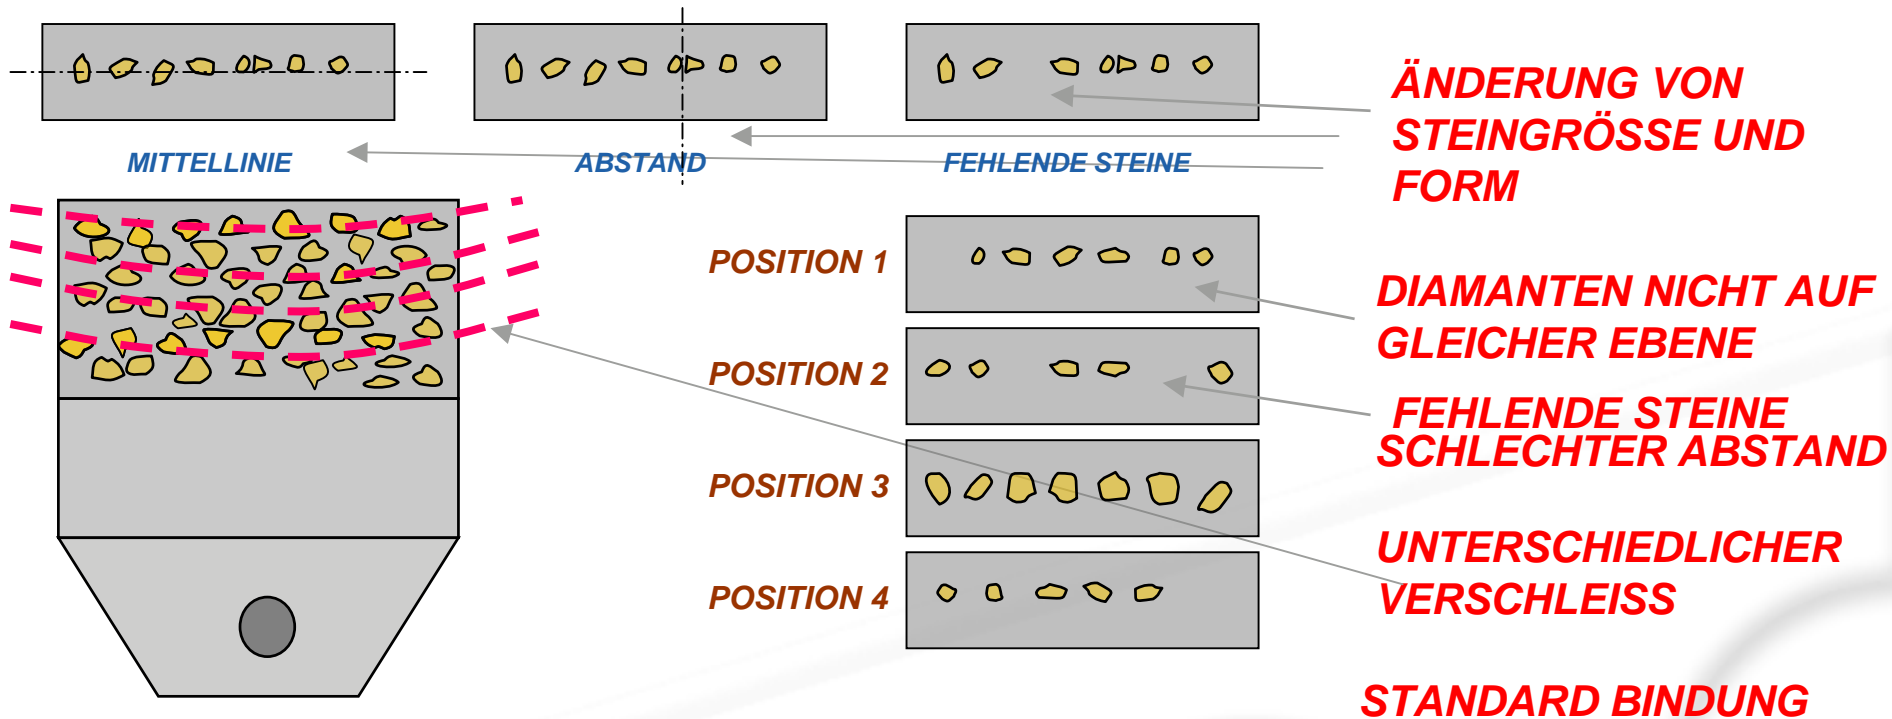 MITTELLINIE
ABSTAND
FEHLENDE STEINE
ÄNDERUNG VON
STEINGRÖSSE UND
FORM
POSITION 1
DIAMANTEN NICHT AUF
GLEICHER EBENE
POSITION 2
FEHLENDE STEINE
SCHLECHTER ABSTAND
POSITION 3
UNTERSCHIEDLICHER
VERSCHLEISS
POSITION 4
STANDARD BINDUNG